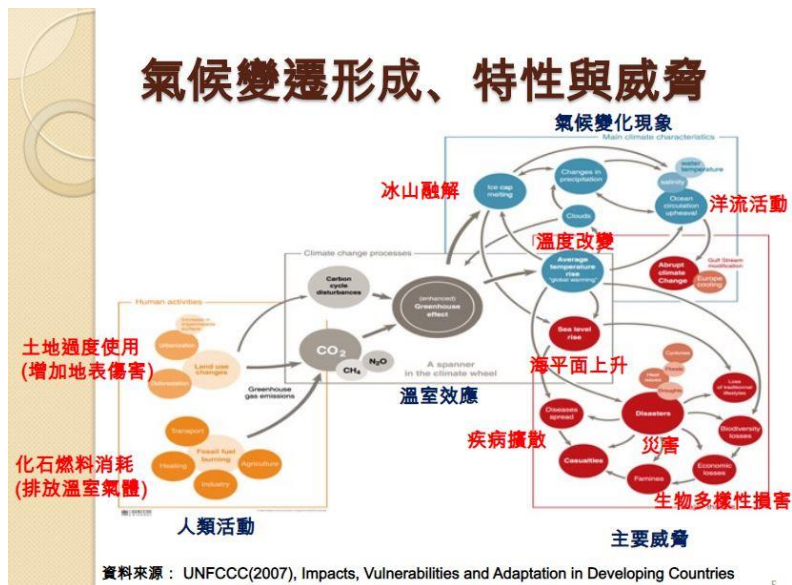 氣候變遷形成、特性與威脅
氣候變化現象
Main climate characteristics
冰山融解
Ice cap
melting
Changes in
precipitation
water
temperature
salinity
Ocean
circulation
upheaval
洋流活動
Clouds
溫度改變
Average
temperature
rise
"global warming"
Abrupt
climate
Change
Gulf Stream
modification
Europe
cooling
Climate change processes
Carbon
cycle
disturbances
(enhanced)
Greenhouse
effect
CO₂
CH₄
N₂O
A spanner
in the climate wheel
溫室效應
Greenhouse
gas emissions
Human activities
Urbanization
Land use
changes
Deforestation
土地過度使用
(增加地表傷害)
Transport
Fossil fuel
burning
Heating
Agriculture
Industry
化石燃料消耗
(排放溫室氣體)
人類活動
Sea level
rise
海平面上升
Cyclones
Floods
Droughts
Disasters
災害
Loss
of traditionnal
lifestyles
Diseases
spread
疾病擴散
Biodiversity
losses
Casualties
Famines
Economic
losses
生物多樣性損害
主要威脅
資料來源： UNFCCC(2007), Impacts, Vulnerabilities and Adaptation in Developing Countries
5